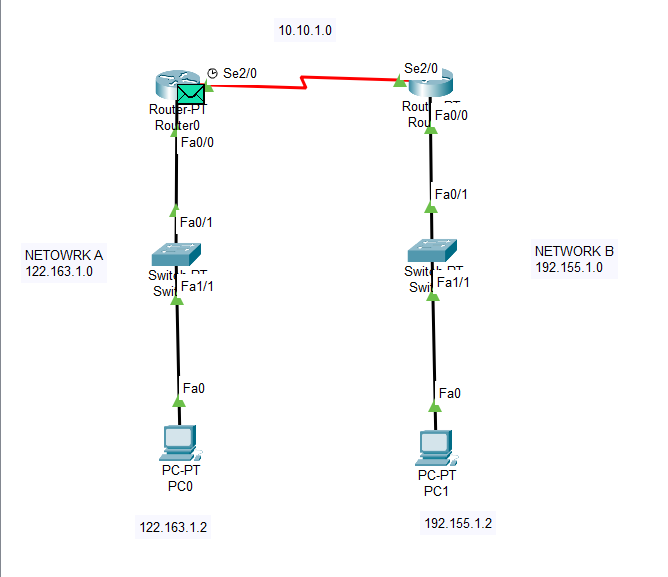 10.10.1.0
Se2/0
Se2/0
Router-PT
Router0
Fa0/0
Fa0/0
Fa0/1
Fa0/1
NETOWRK A
122.163.1.0
NETWORK B
192.155.1.0
Fa1/1
Fa1/1
Fa0
Fa0
PC-PT
PC0
PC-PT
PC1
122.163.1.2
192.155.1.2